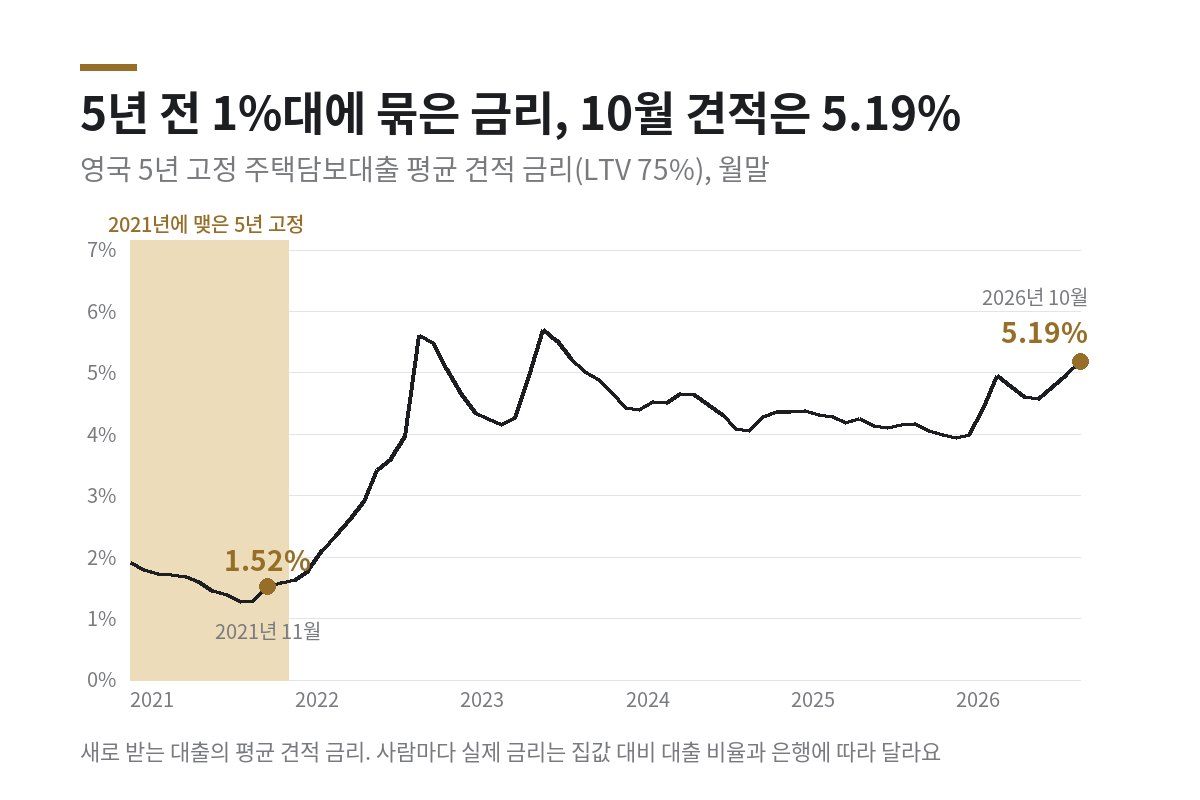 5년 전 1%대에 묶은 금리, 10월 견적은 5.19%
영국 5년 고정 주택담보대출 평균 견적 금리(LTV 75%), 월말
2021년에 맺은 5년 고정
7%
6%
5%
4%
3%
2%
1%
0%
2026년 10월
5.19%
1.52%
2021년 11월
2021
2022
2023
2024
2025
2026
새로 받는 대출의 평균 견적 금리. 사람마다 실제 금리는 집값 대비 대출 비율과 은행에 따라 달라요